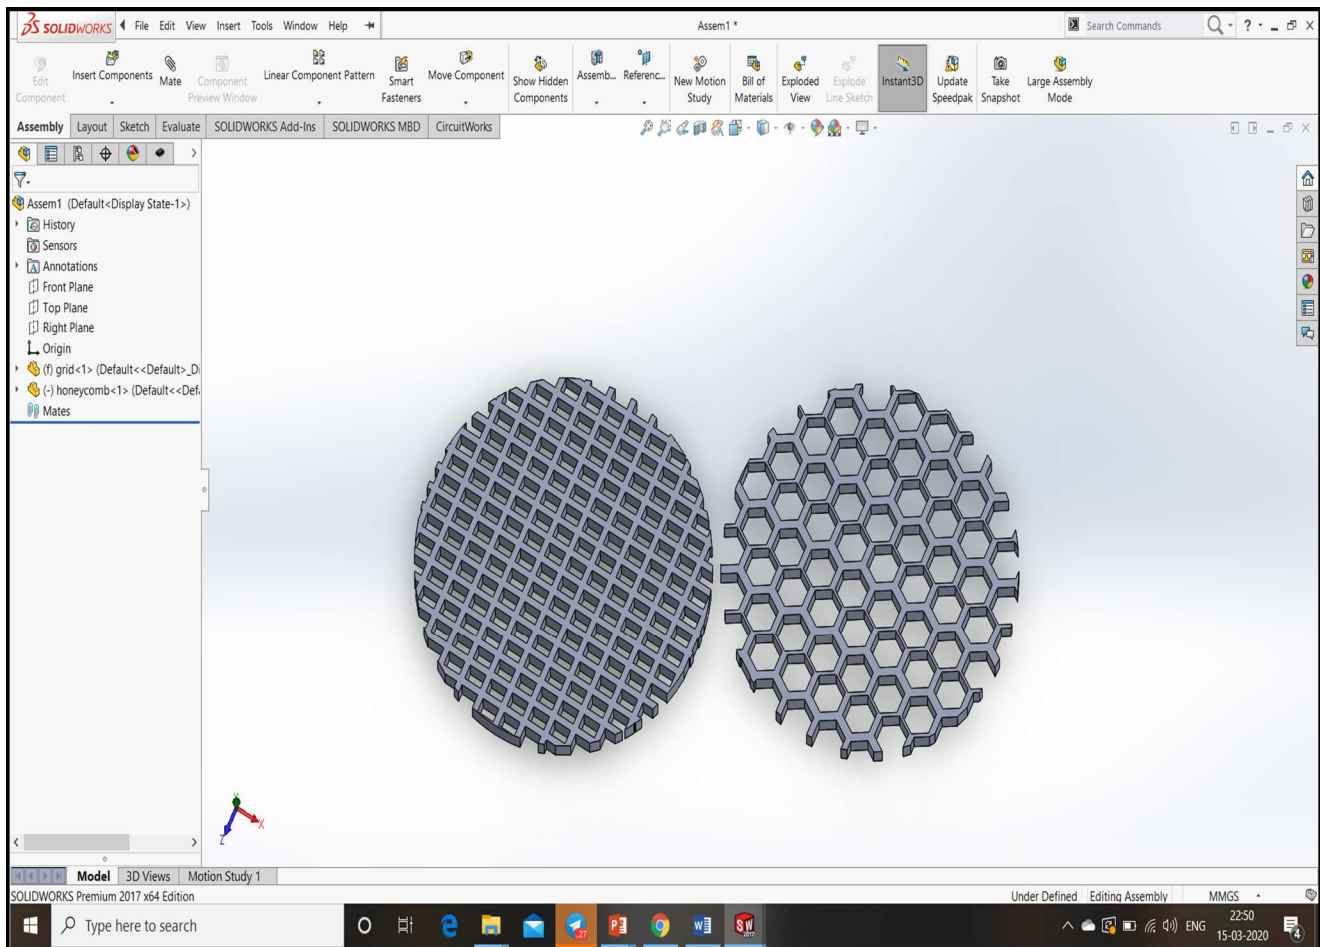 SOLIDWORKS File Edit View Insert Tools Window Help Assem1 * Search Commands ?
Edit Component
Insert Components
Mate
Component Preview Window
Linear Component Pattern
Smart Fasteners
Move Component
Show Hidden Components
Assemb...
Referenc...
New Motion Study
Bill of Materials
Exploded View
Explode Line Sketch
Instant3D
Update Speedpak
Take Snapshot
Large Assembly Mode
Assembly Layout Sketch Evaluate SOLIDWORKS Add-Ins SOLIDWORKS MBD CircuitWorks
Assem1 (Default<Display State-1>)
History
Sensors
A Annotations
Front Plane
Top Plane
Right Plane
Origin
(f) grid<1> (Default<<Default>_Di
(-) honeycomb<1> (Default<<Def
Mates
Y
X
Z
Model 3D Views Motion Study 1
SOLIDWORKS Premium 2017 x64 Edition Under Defined Editing Assembly MMGS
Type here to search ENG 22:50
15-03-2020